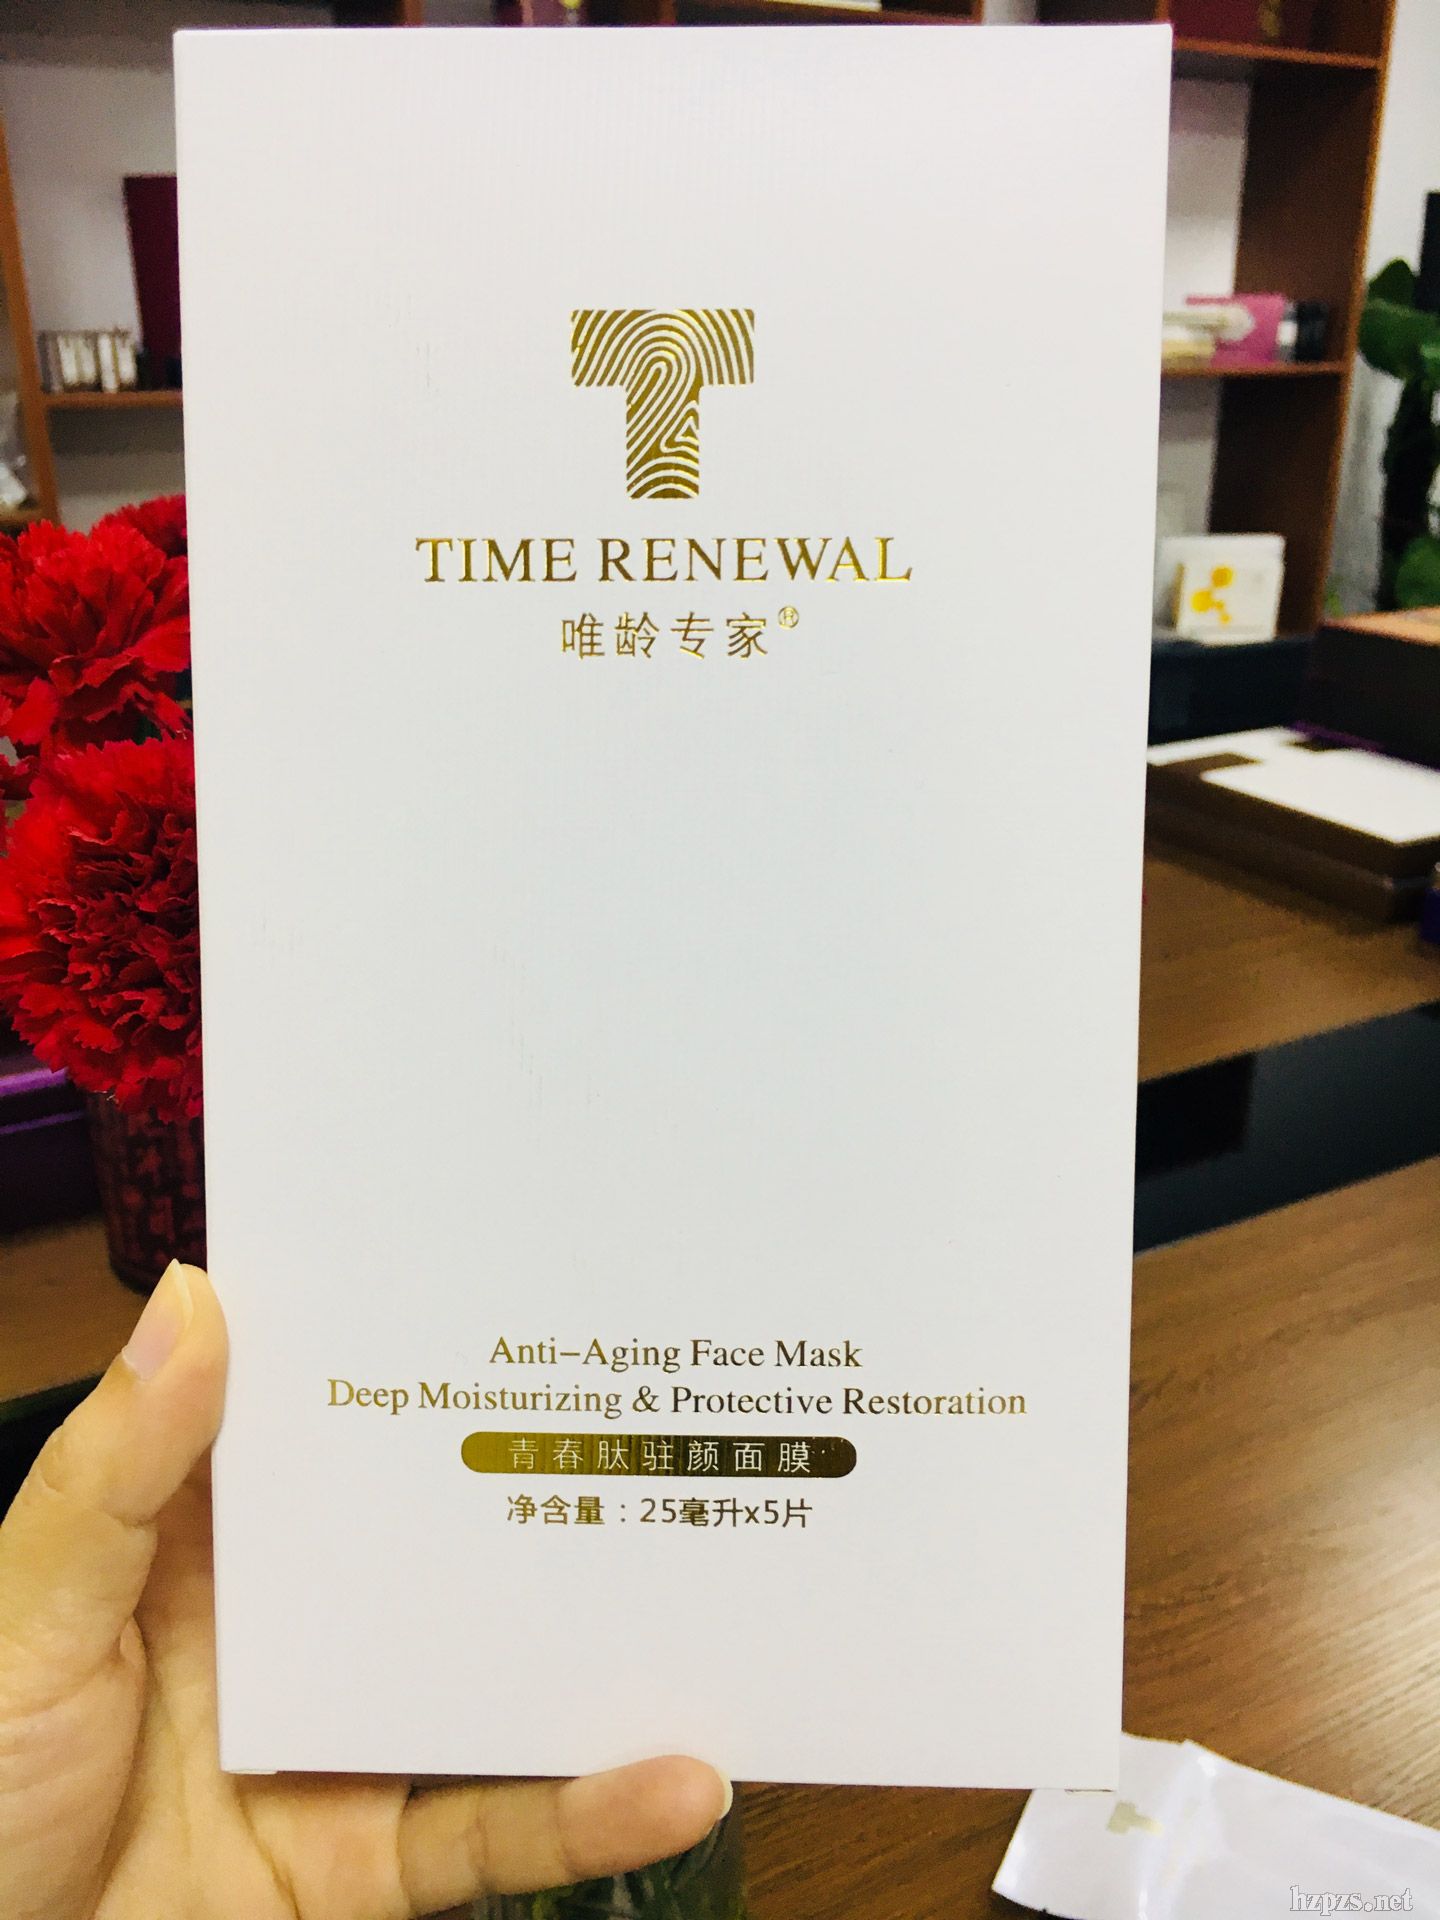 TIME RENEWAL
唯龄专家®
Anti-Aging Face Mask
Deep Moisturizing & Protective Restoration
青春肽驻颜面膜
净含量：25毫升x5片
hzpzs.net